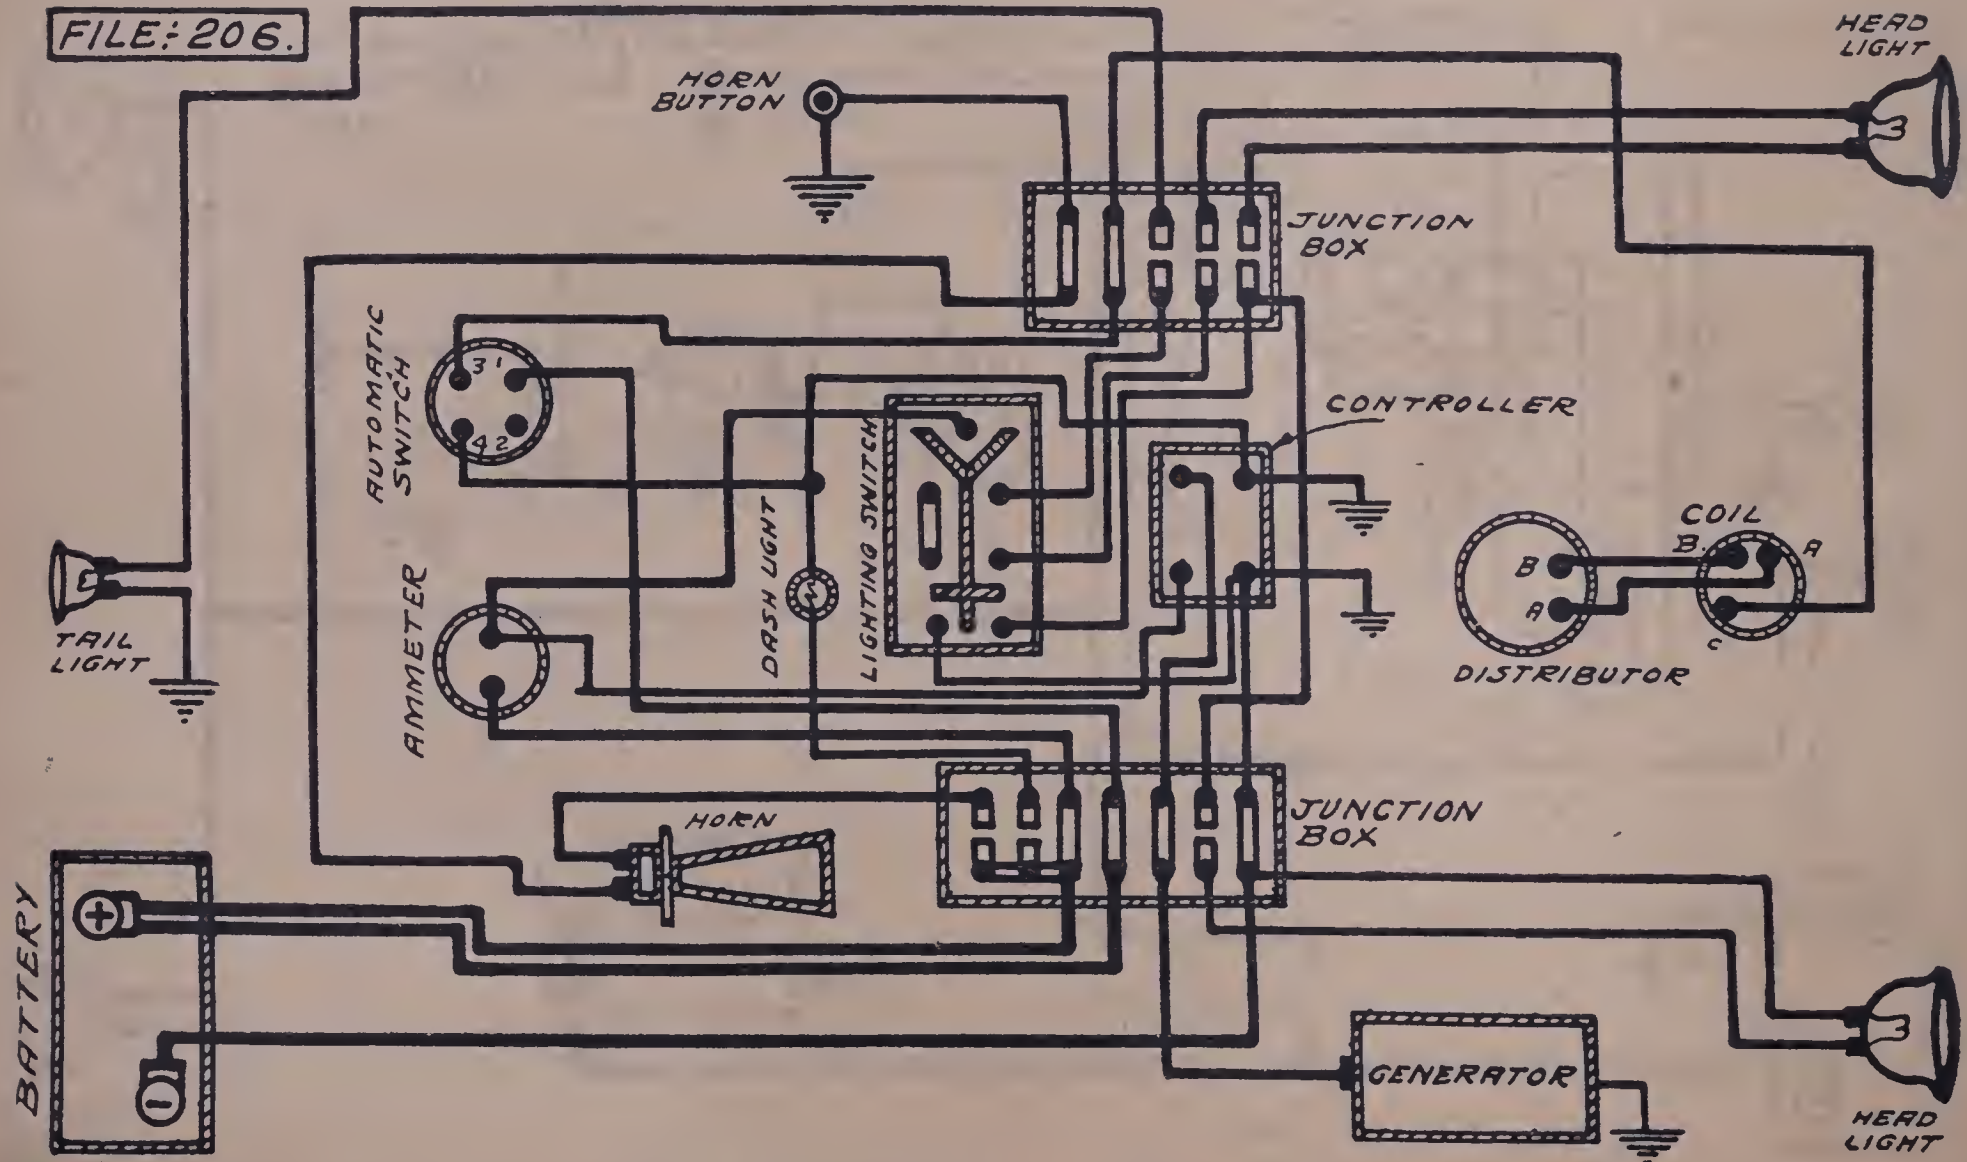 FILE:-206.
HEAD
LIGHT
HORN
BUTTON
JUNCTION
BOX
AUTOMATIC
SWITCH
3 1
4 2
CONTROLLER
LIGHTING SWITCH
DASH LIGHT
COIL
B. A
B
A
C
DISTRIBUTOR
TAIL
LIGHT
AMMETER
HORN
JUNCTION
BOX
BATTERY
+
−
GENERATOR
HEAD
LIGHT